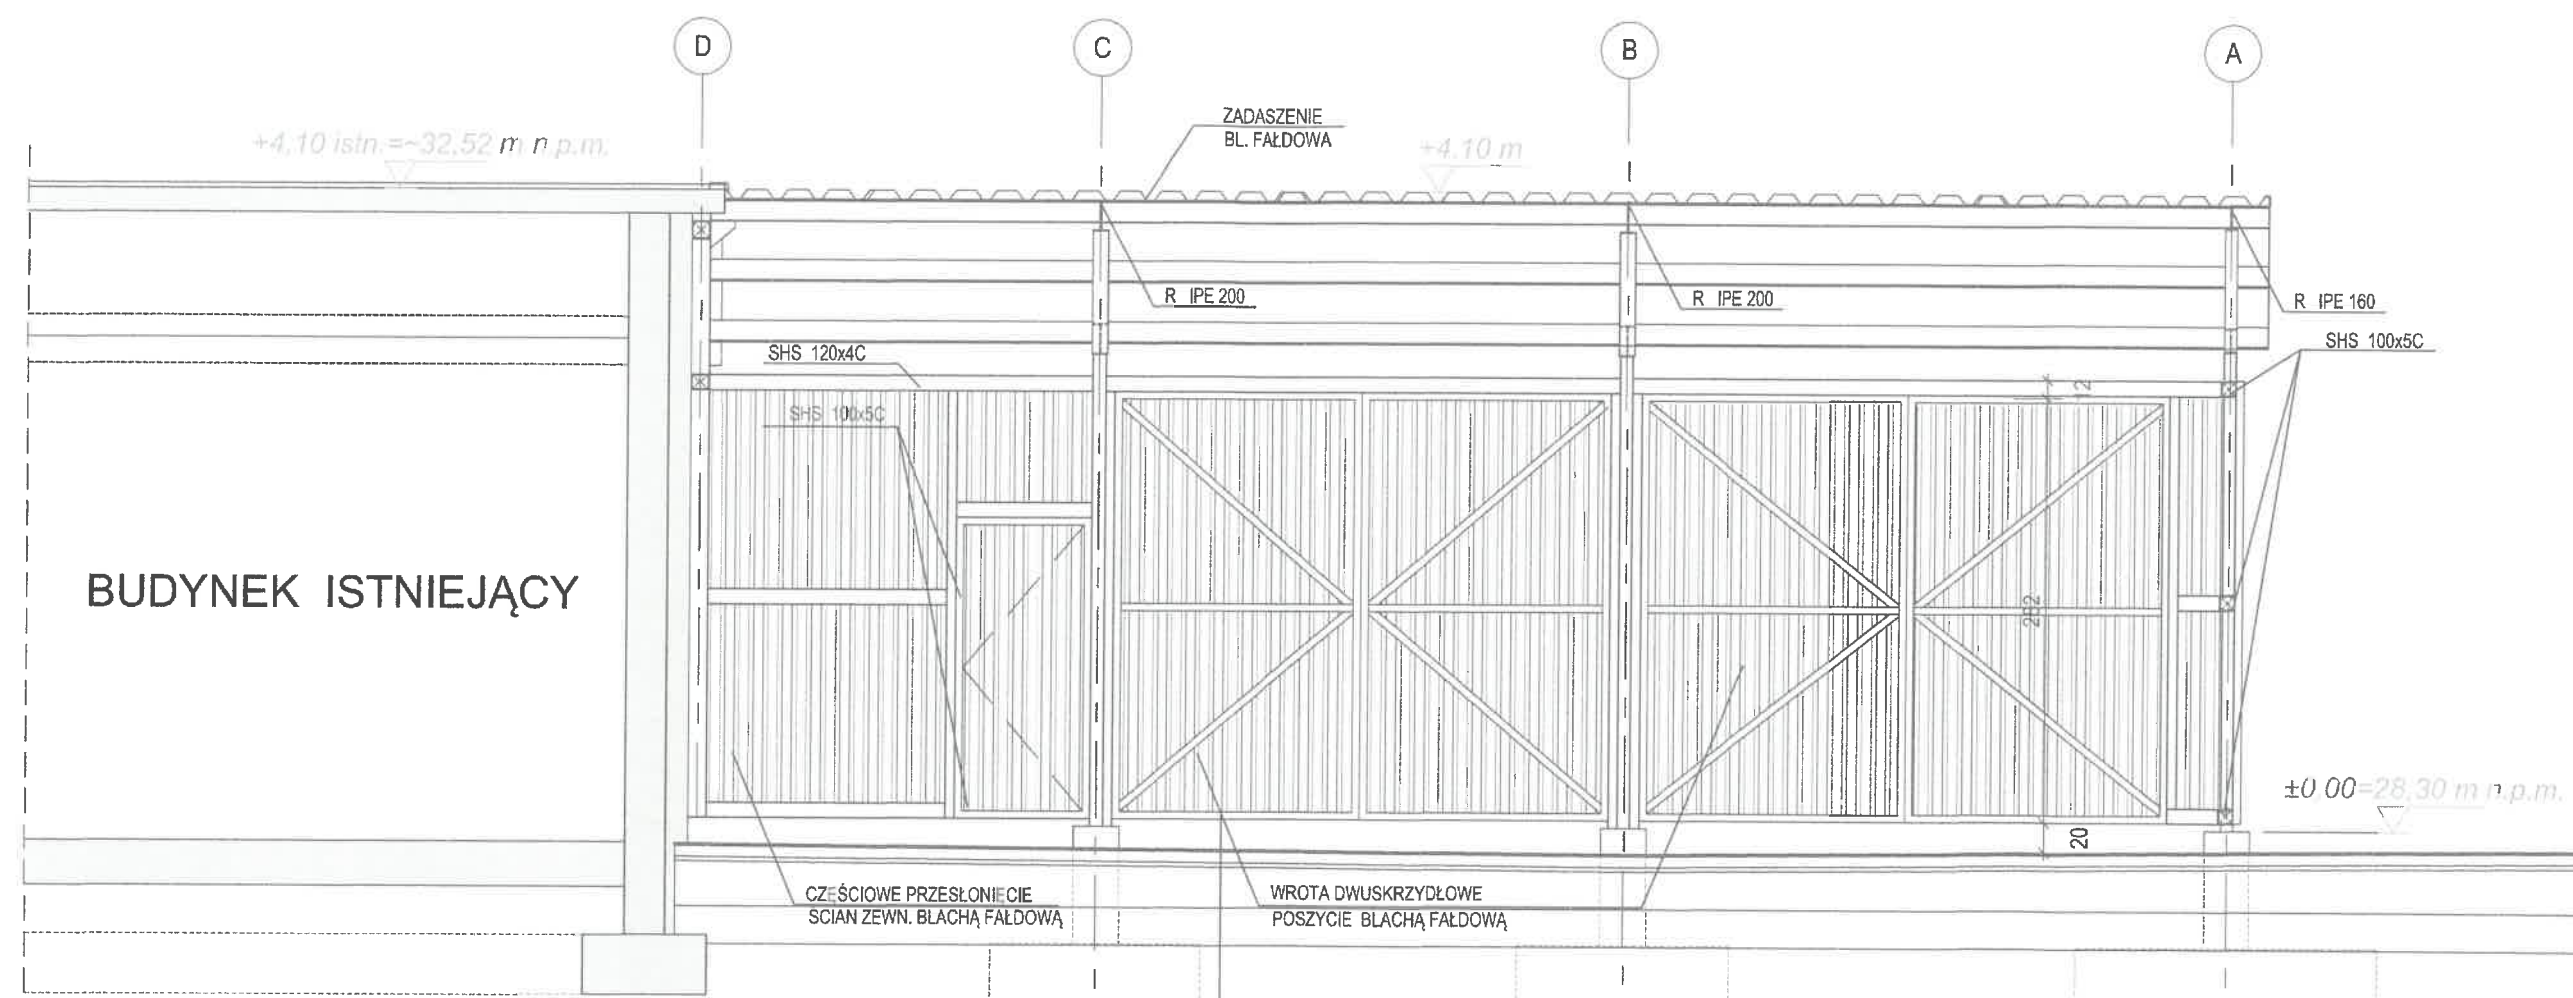 D
C
B
A
+4.10 istn.=~32,52 m n p.m.
ZADASZENIE
BL. FAŁDOWA
+4.10 m
R IPE 200
R IPE 200
R IPE 160
SHS 120x4C
SHS 100x5C
SHS 100x5C
12
252
BUDYNEK ISTNIEJĄCY
±0 00=28,30 m n.p.m.
20
CZĘŚCIOWE PRZESŁONIĘCIE
SCIAN ZEWN. BLACHĄ FAŁDOWĄ
WROTA DWUSKRZYDŁOWE
POSZYCIE BLACHĄ FAŁDOWĄ